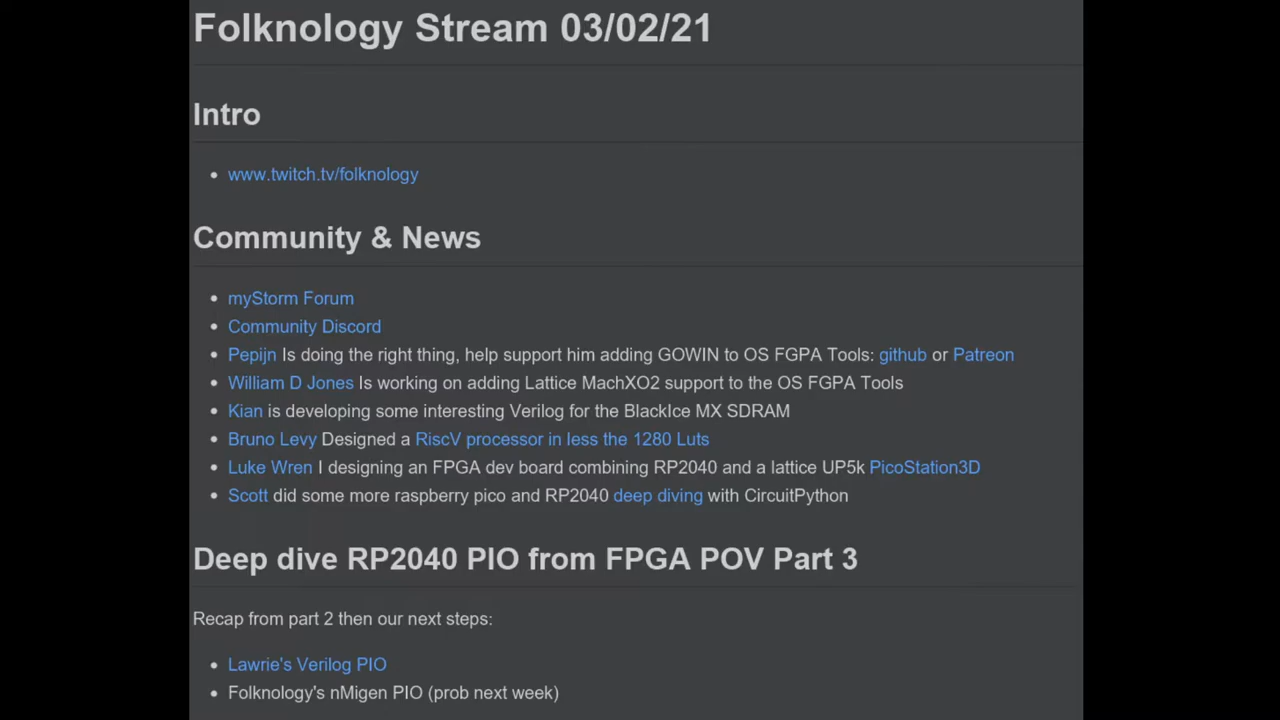 Folknology Stream 03/02/21
Intro
www.twitch.tv/folknology
Community & News
myStorm Forum
Community Discord
Pepijn Is doing the right thing, help support him adding GOWIN to OS FGPA Tools: github or Patreon
William D Jones Is working on adding Lattice MachXO2 support to the OS FGPA Tools
Kian is developing some interesting Verilog for the BlackIce MX SDRAM
Bruno Levy Designed a RiscV processor in less the 1280 Luts
Luke Wren I designing an FPGA dev board combining RP2040 and a lattice UP5k PicoStation3D
Scott did some more raspberry pico and RP2040 deep diving with CircuitPython
Deep dive RP2040 PIO from FPGA POV Part 3
Recap from part 2 then our next steps:
Lawrie's Verilog PIO
Folknology's nMigen PIO (prob next week)